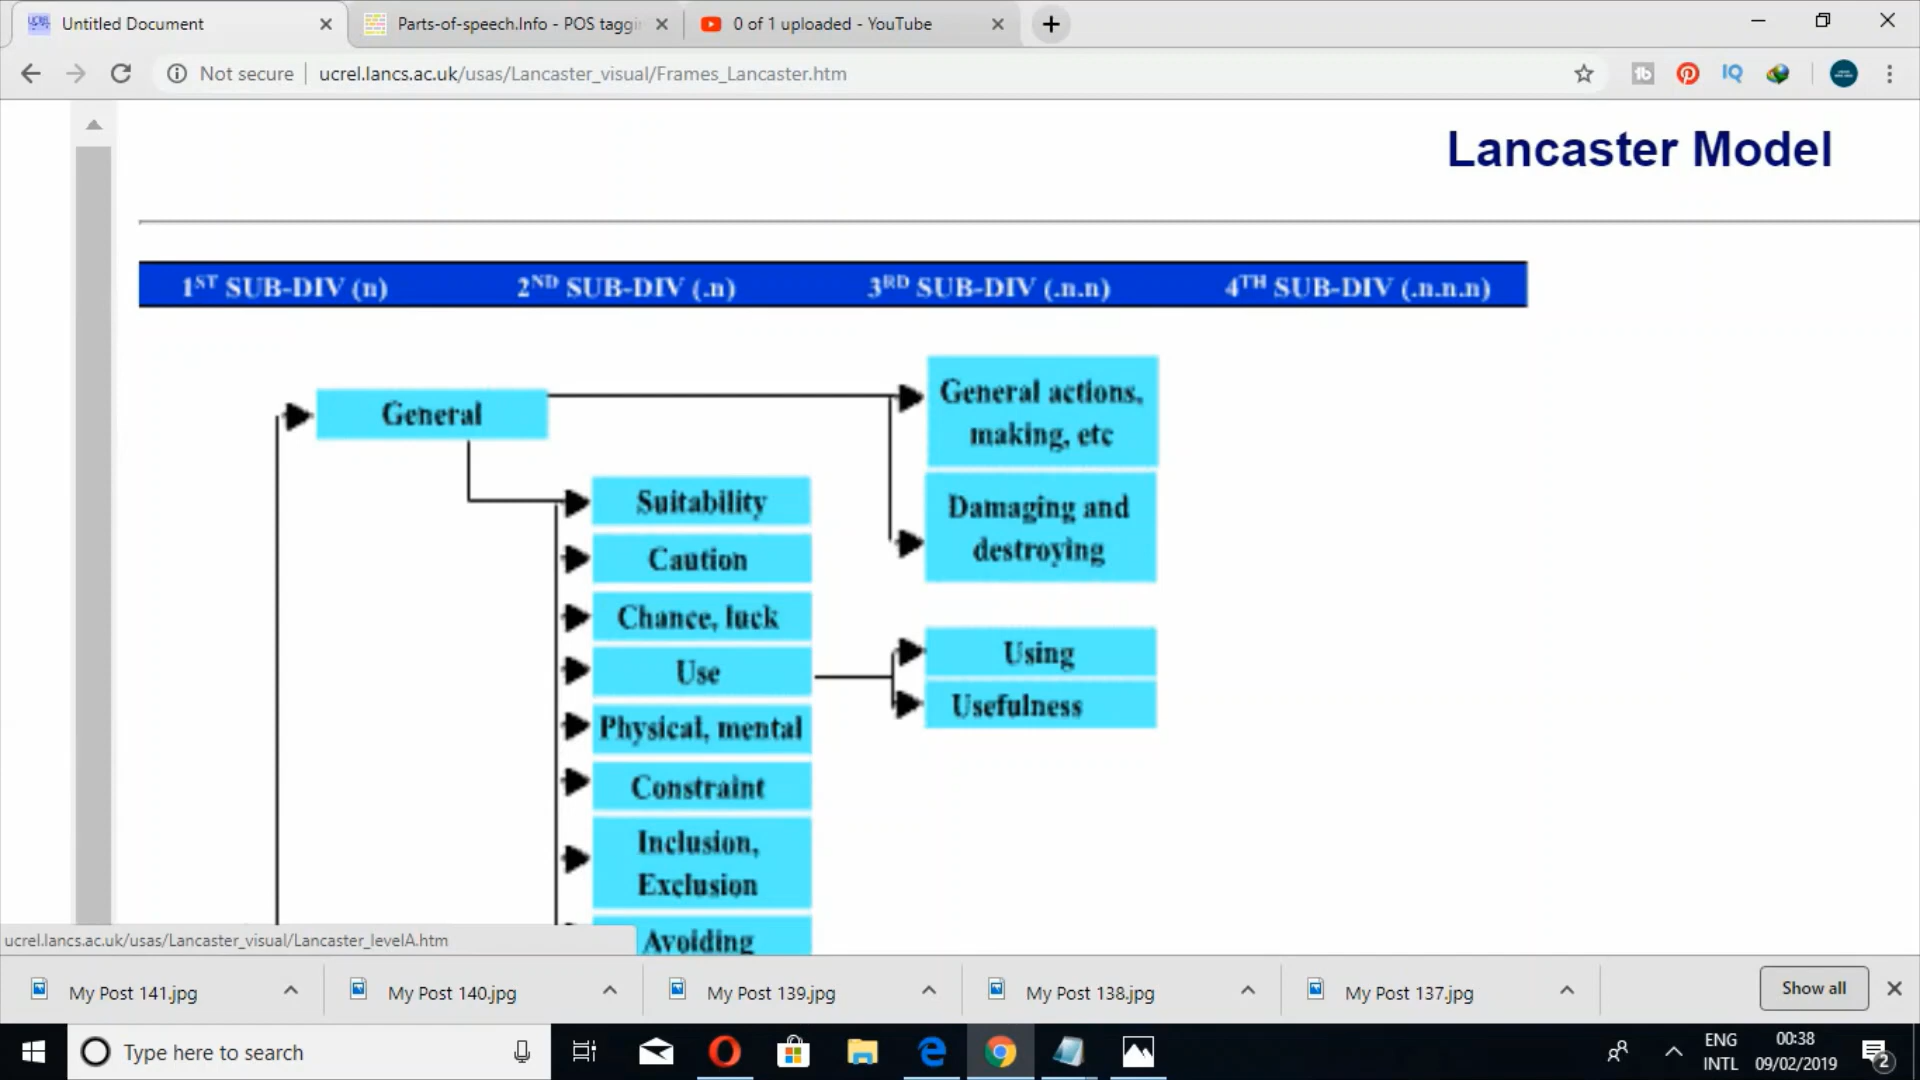 Untitled Document
Parts-of-speech.Info - POS taggi
0 of 1 uploaded - YouTube
Not secure
ucrel.lancs.ac.uk/usas/Lancaster_visual/Frames_Lancaster.htm
Lancaster Model
1ST SUB-DIV (n) 2ND SUB-DIV (.n) 3RD SUB-DIV (.n.n) 4TH SUB-DIV (.n.n.n)
General
General actions,
making, etc
Suitability
Damaging and
destroying
Caution
Chance, luck
Use
Using
Usefulness
Physical, mental
Constraint
Inclusion,
Exclusion
Avoiding
ucrel.lancs.ac.uk/usas/Lancaster_visual/Lancaster_levelA.htm
My Post 141.jpg
My Post 140.jpg
My Post 139.jpg
My Post 138.jpg
My Post 137.jpg
Show all
Type here to search
ENG
INTL
00:38
09/02/2019
2